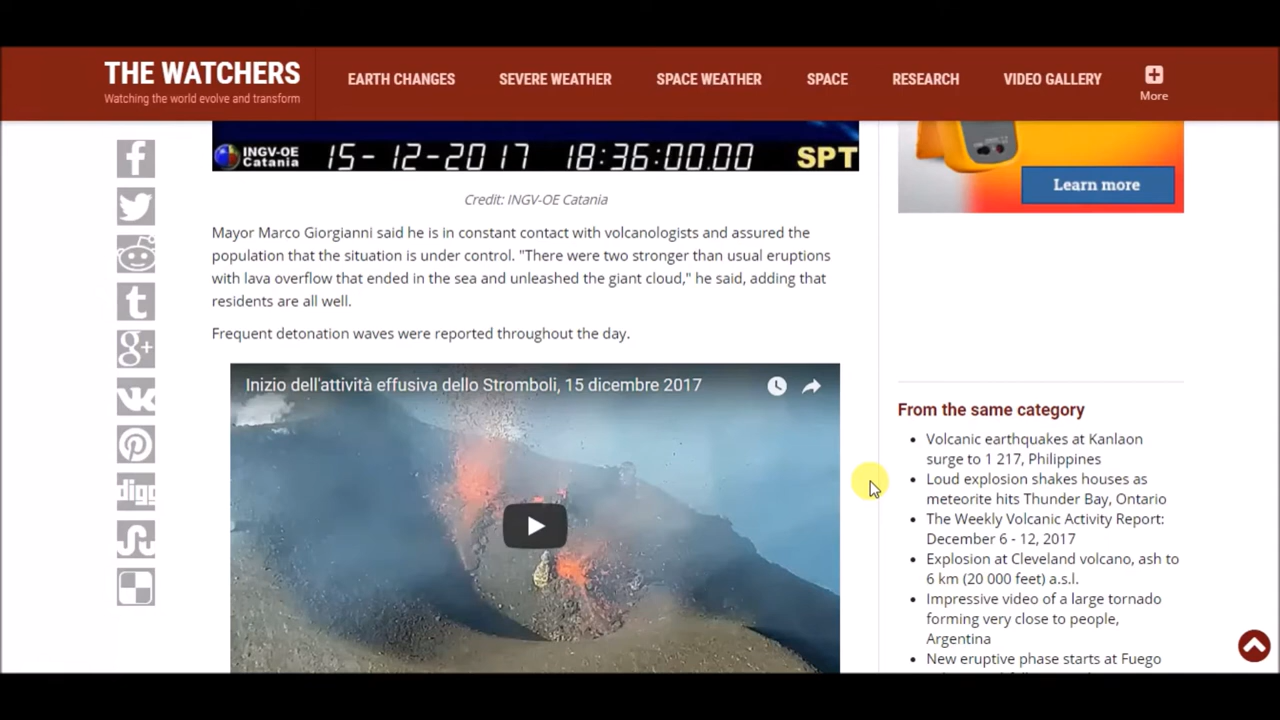 THE WATCHERS
Watching the world evolve and transform
EARTH CHANGES
SEVERE WEATHER
SPACE WEATHER
SPACE
RESEARCH
VIDEO GALLERY
More
INGV-OE
Catania
15-12-2017 18:36:00.00 SPT
Credit: INGV-OE Catania
Mayor Marco Giorgianni said he is in constant contact with volcanologists and assured the
population that the situation is under control. "There were two stronger than usual eruptions
with lava overflow that ended in the sea and unleashed the giant cloud," he said, adding that
residents are all well.
Frequent detonation waves were reported throughout the day.
Inizio dell'attività effusiva dello Stromboli, 15 dicembre 2017
Learn more
From the same category
Volcanic earthquakes at Kanlaon
surge to 1 217, Philippines
Loud explosion shakes houses as
meteorite hits Thunder Bay, Ontario
The Weekly Volcanic Activity Report:
December 6 - 12, 2017
Explosion at Cleveland volcano, ash to
6 km (20 000 feet) a.s.l.
Impressive video of a large tornado
forming very close to people,
Argentina
New eruptive phase starts at Fuego